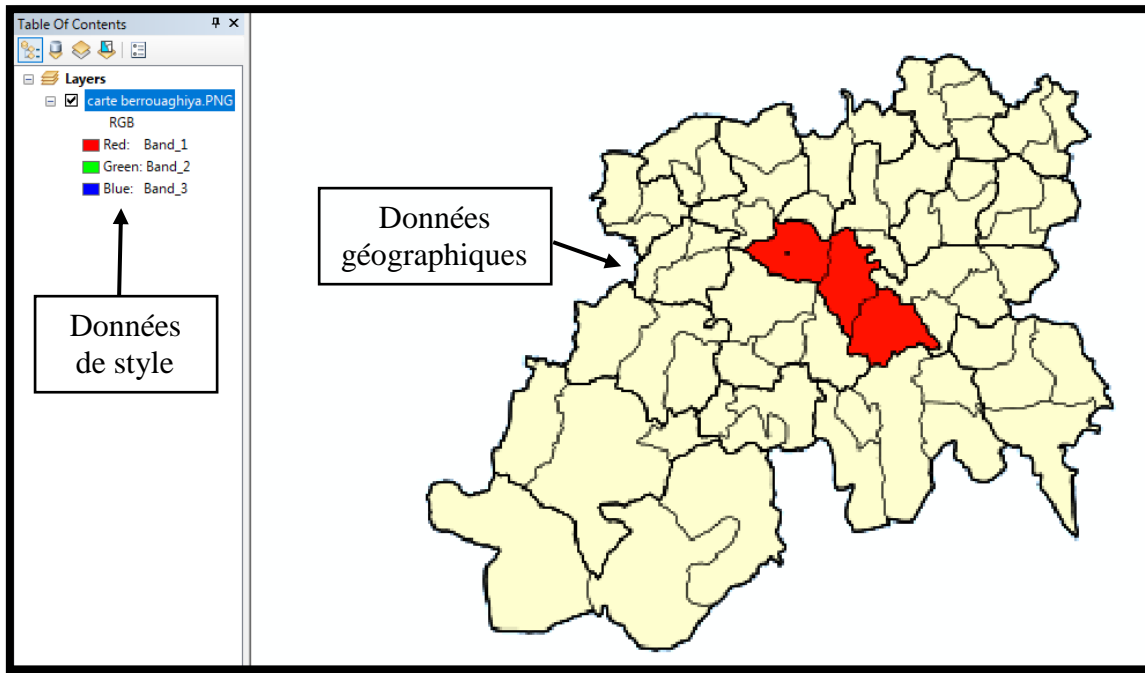 Table Of Contents
Layers
carte berrouaghiya.PNG
RGB
Red: Band_1
Green: Band_2
Blue: Band_3
Données
de style
Données
géographiques